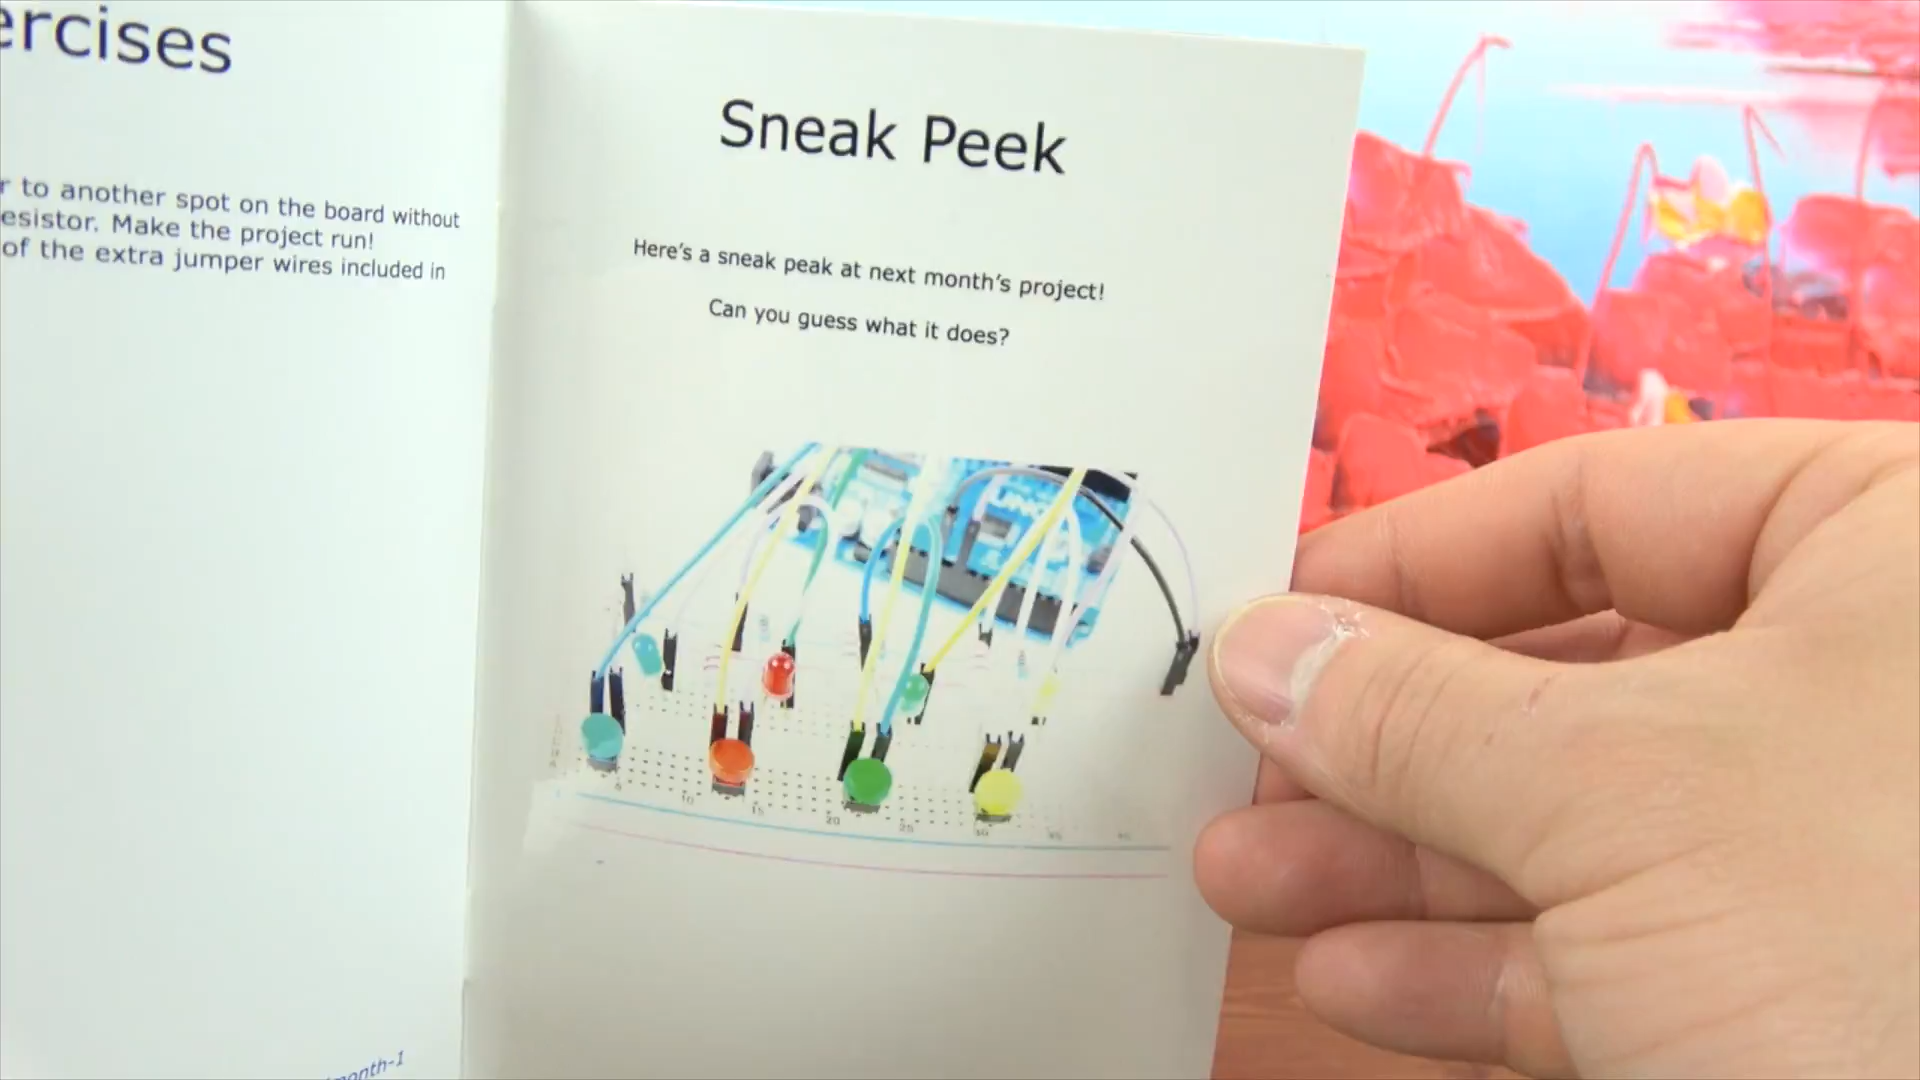 ercises
r to another spot on the board without
esistor. Make the project run!
of the extra jumper wires included in
month-1
Sneak Peek
Here's a sneak peak at next month's project!
Can you guess what it does?
UNO
5
10
15
20
25
30